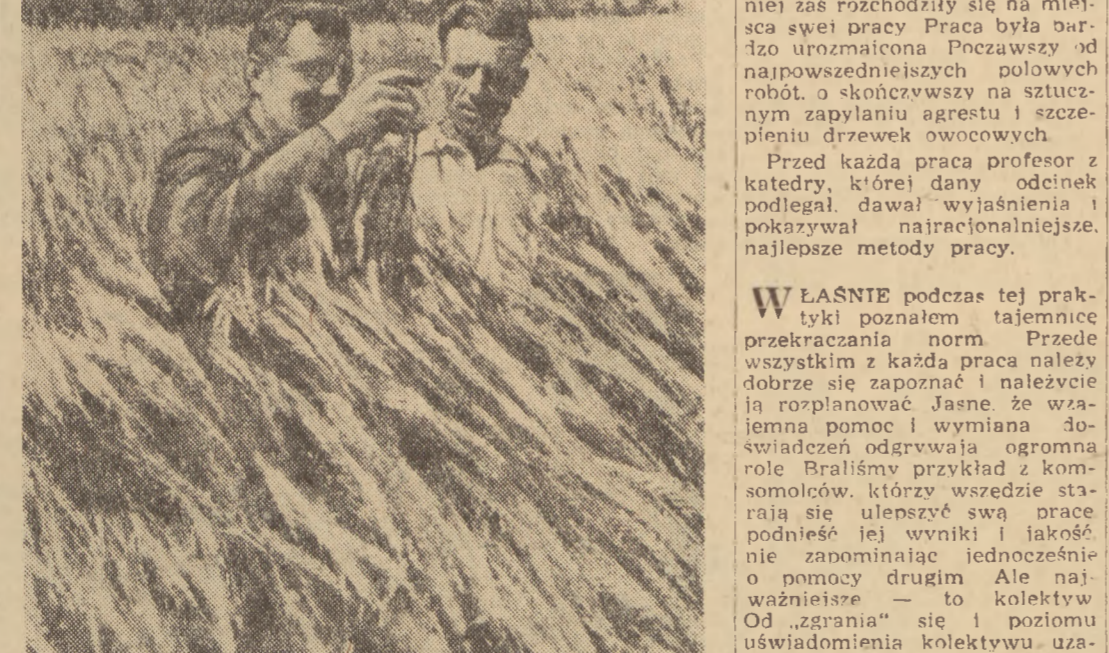 niej zaś rozchodziły się na miej-
sca swej pracy Praca była bar-
dzo urozmaicona Począwszy od
najpowszedniejszych polowych
robót, o skończywszy na sztucz-
nym zapylaniu agrestu i szcze-
pieniu drzewek owocowych
Przed każda praca profesor z
katedry, której dany odcinek
podlegał, dawał wyjaśnienia i
pokazywał najracjonalniejsze,
najlepsze metody pracy.
WŁAŚNIE podczas tej prak-
tyki poznałem tajemnicę
przekraczania norm Przede
wszystkim z każda praca należy
dobrze się zapoznać i należycie
ją rozplanować Jasne, że wza-
jemna pomoc i wymiana do-
świadczeń odgrywaja ogromna
role Braliśmy przykład z kom-
somolców, którzy wszędzie sta-
rają się ulepszyć swą prace
podnieść jej wyniki i jakość
nie zapominając jednocześnie
o pomocy drugim Ale naj-
ważniejsze — to kolektyw
Od „zgrania" się i poziomu
uświadomienia kolektywu uza-